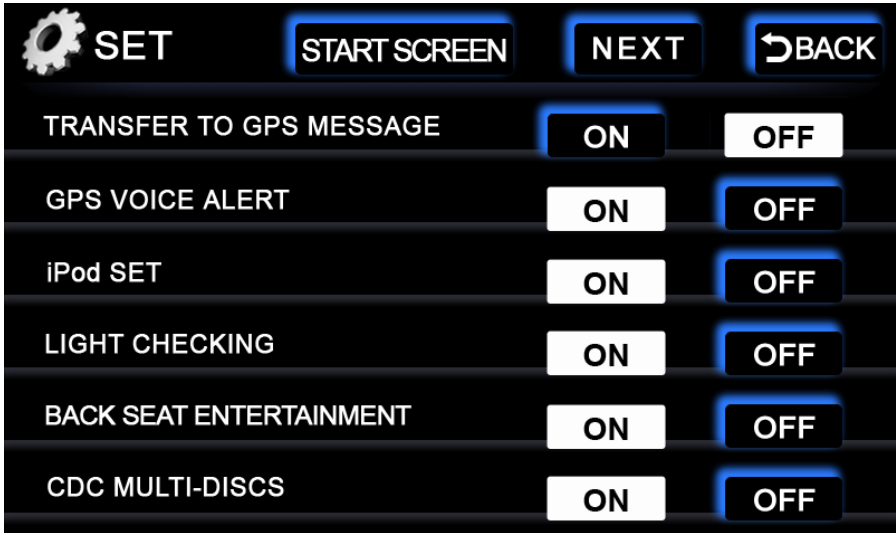 SET START SCREEN NEXT BACK
TRANSFER TO GPS MESSAGE ON OFF
GPS VOICE ALERT ON OFF
iPod SET ON OFF
LIGHT CHECKING ON OFF
BACK SEAT ENTERTAINMENT ON OFF
CDC MULTI-DISCS ON OFF